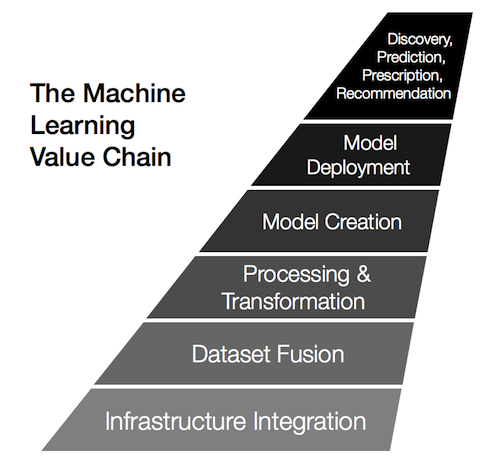 The Machine
Learning
Value Chain
Discovery,
Prediction,
Prescription,
Recommendation
Model
Deployment
Model Creation
Processing &
Transformation
Dataset Fusion
Infrastructure Integration